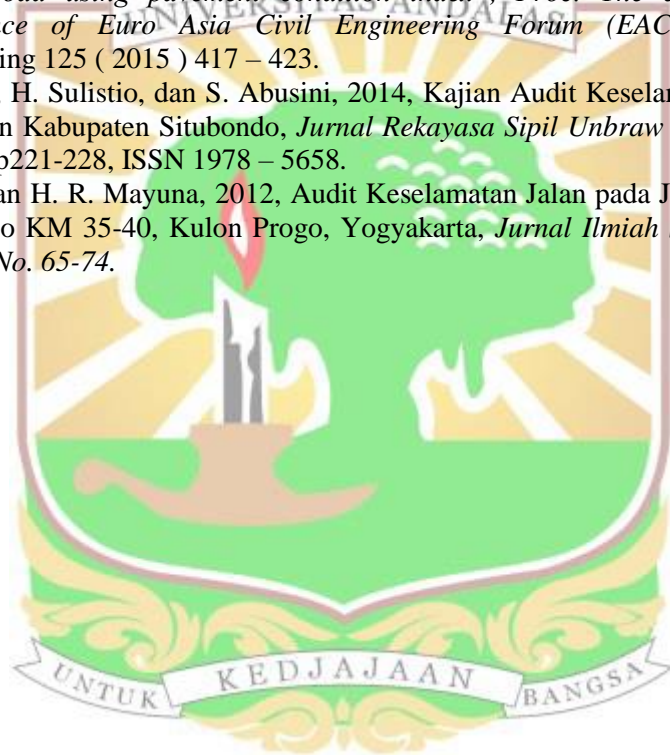 using pavement condition index", Proc. The
ce of Euro Asia Civil Engineering Forum (EAC
ing 125 ( 2015 ) 417 – 423.
H. Sulistio, dan S. Abusini, 2014, Kajian Audit Keselam
n Kabupaten Situbondo, Jurnal Rekayasa Sipil Unbraw
p221-228, ISSN 1978 – 5658.
an H. R. Mayuna, 2012, Audit Keselamatan Jalan pada J
o KM 35-40, Kulon Progo, Yogyakarta, Jurnal Ilmiah
No. 65-74.
UNTUK KEDJAJAAN BANGSA